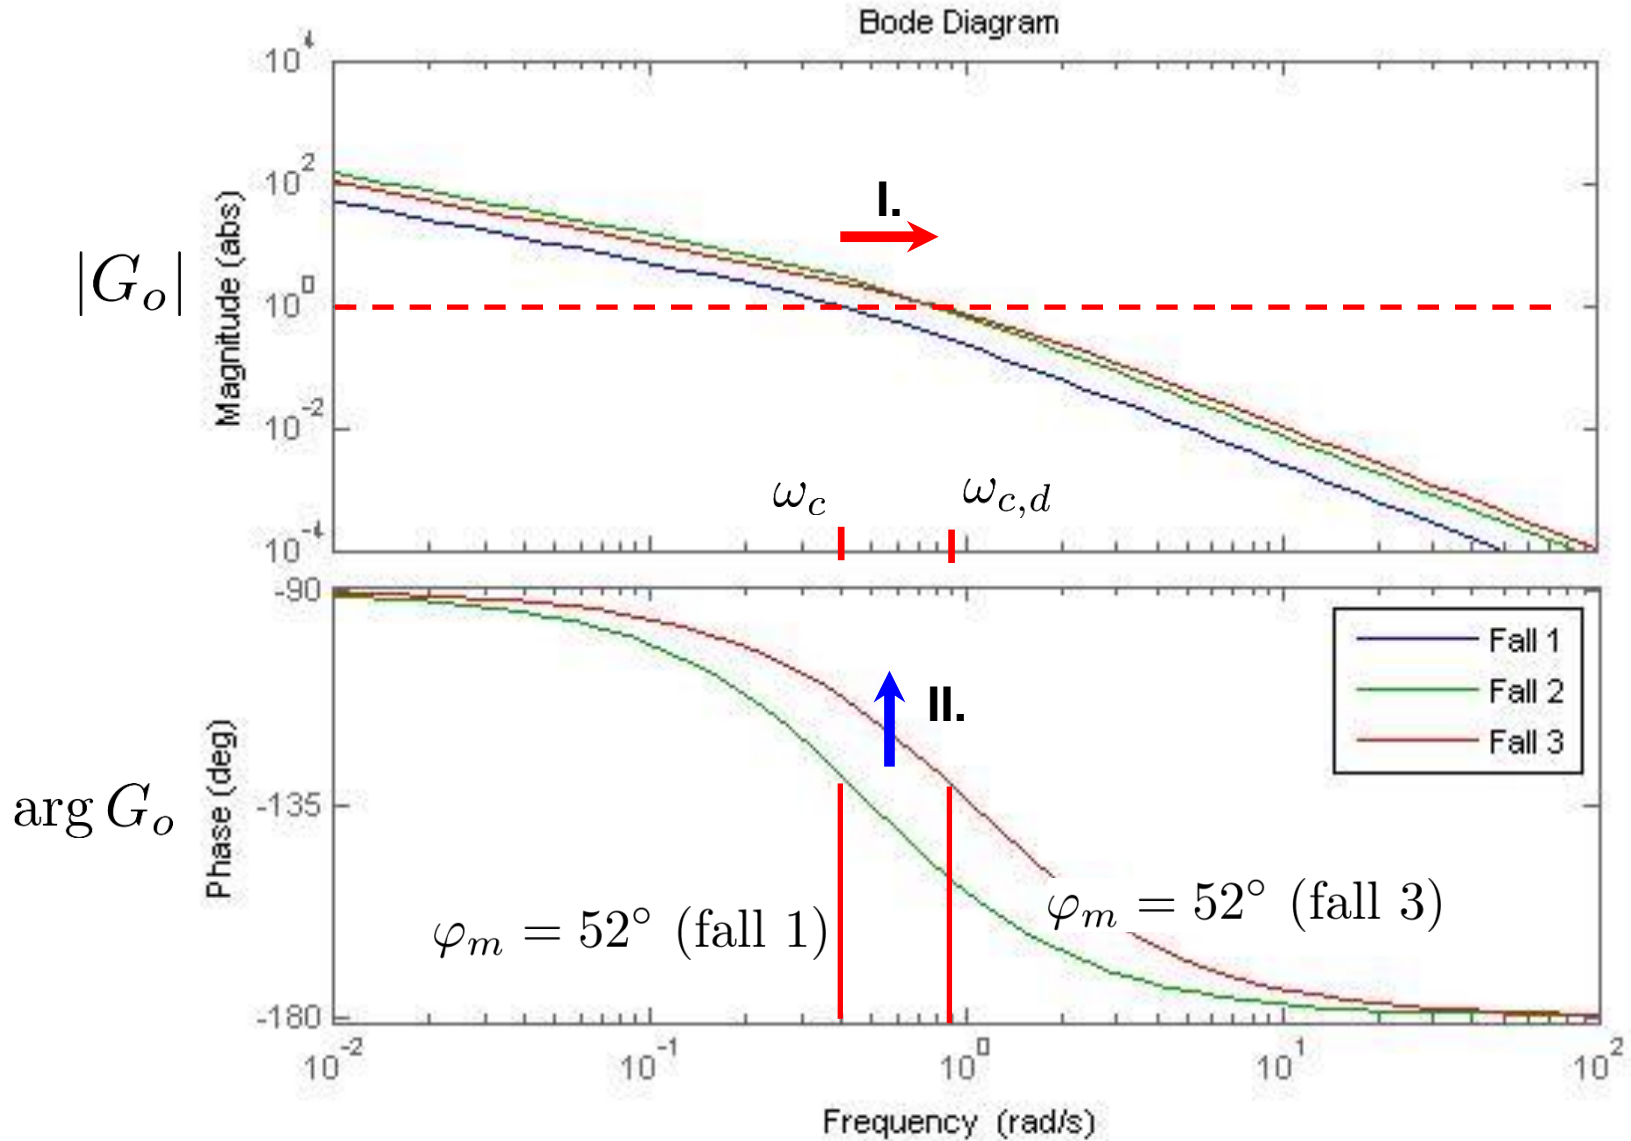 Bode Diagram
10^4
10^2
10^0
10^-2
10^-4
Magnitude (abs)
|G_o|
I.
ω_c
ω_{c,d}
-90
-135
-180
Phase (deg)
arg G_o
II.
Fall 1
Fall 2
Fall 3
φ_m = 52° (fall 1)
φ_m = 52° (fall 3)
10^-2 10^-1 10^0 10^1 10^2
Frequency (rad/s)